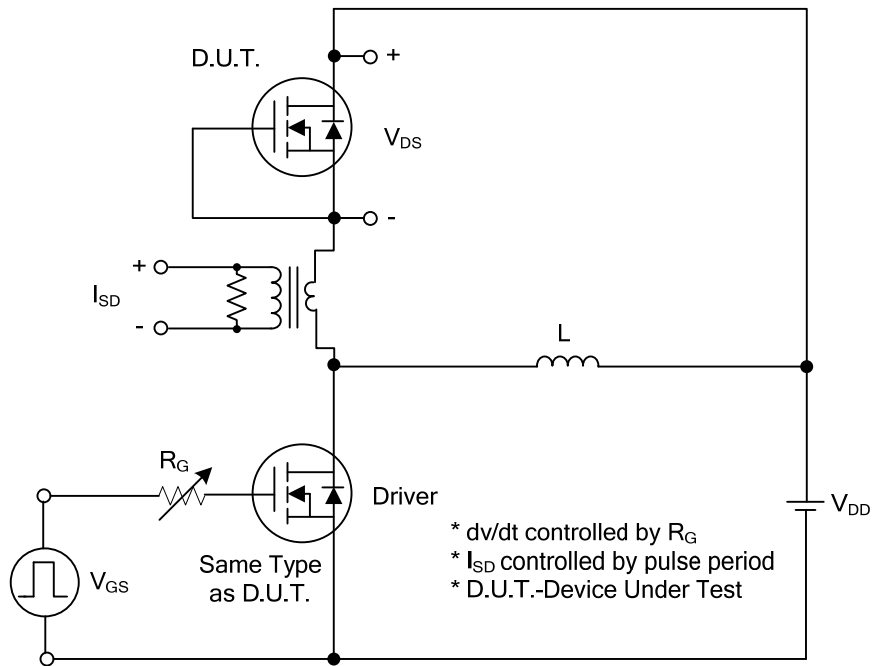 D.U.T.
+
VDS
-
+
ISD
-
L
RG
Driver
VDD
VGS
Same Type
as D.U.T.
* dv/dt controlled by RG
* ISD controlled by pulse period
* D.U.T.-Device Under Test